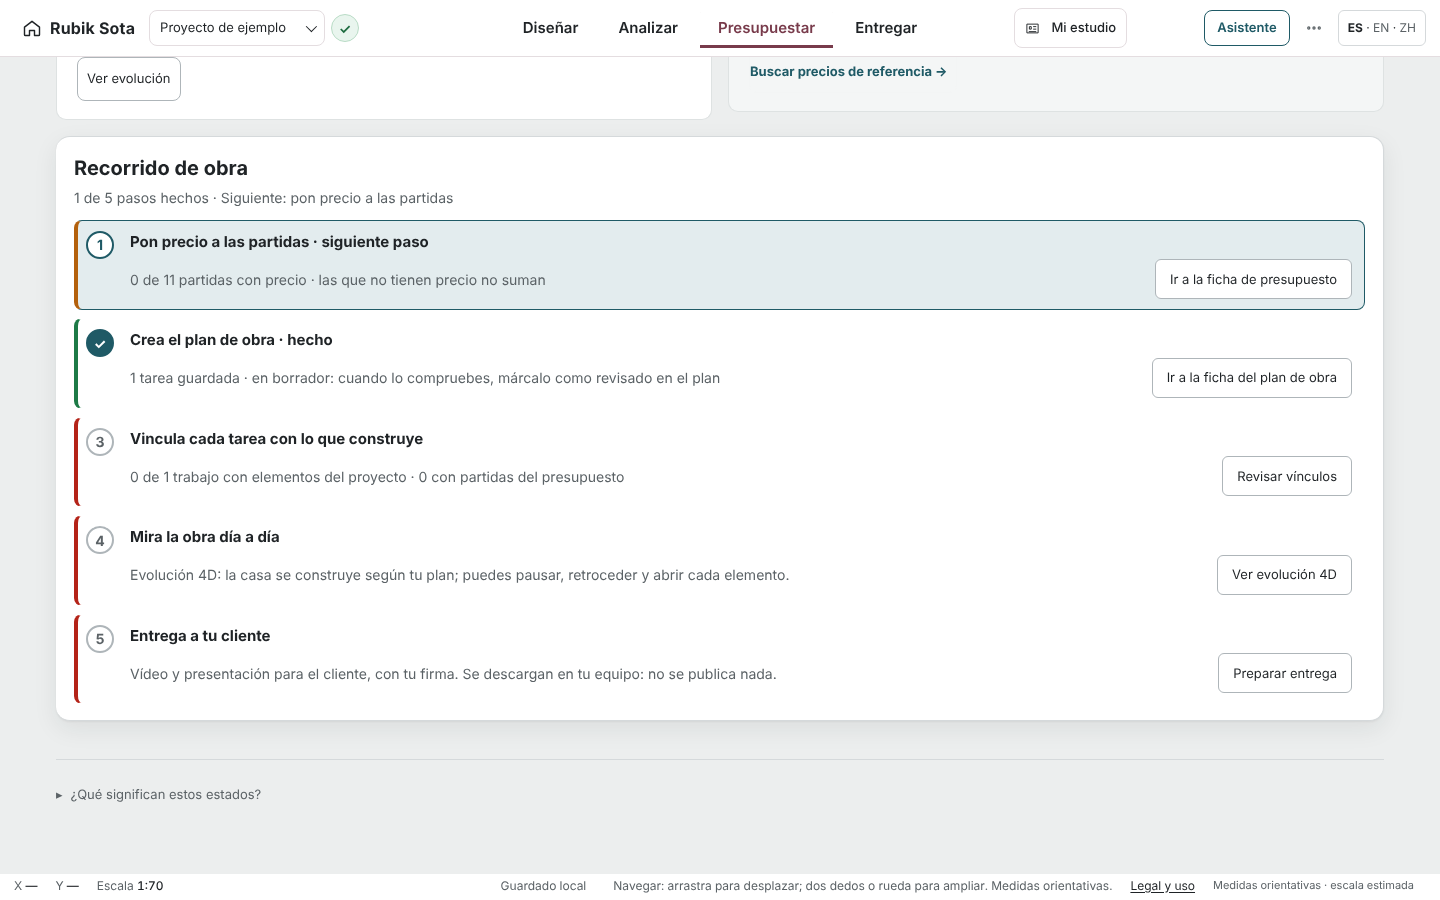 Rubik Sota
Proyecto de ejemplo
Diseñar
Analizar
Presupuestar
Entregar
Mi estudio
Asistente
ES · EN · ZH
Ver evolución
Buscar precios de referencia →
Recorrido de obra
1 de 5 pasos hechos · Siguiente: pon precio a las partidas
1
Pon precio a las partidas · siguiente paso
0 de 11 partidas con precio · las que no tienen precio no suman
Ir a la ficha de presupuesto
Crea el plan de obra · hecho
1 tarea guardada · en borrador: cuando lo compruebes, márcalo como revisado en el plan
Ir a la ficha del plan de obra
3
Vincula cada tarea con lo que construye
0 de 1 trabajo con elementos del proyecto · 0 con partidas del presupuesto
Revisar vínculos
4
Mira la obra día a día
Evolución 4D: la casa se construye según tu plan; puedes pausar, retroceder y abrir cada elemento.
Ver evolución 4D
5
Entrega a tu cliente
Vídeo y presentación para el cliente, con tu firma. Se descargan en tu equipo: no se publica nada.
Preparar entrega
▸ ¿Qué significan estos estados?
X — Y — Escala 1:70
Guardado local
Navegar: arrastra para desplazar; dos dedos o rueda para ampliar. Medidas orientativas.
Legal y uso
Medidas orientativas · escala estimada